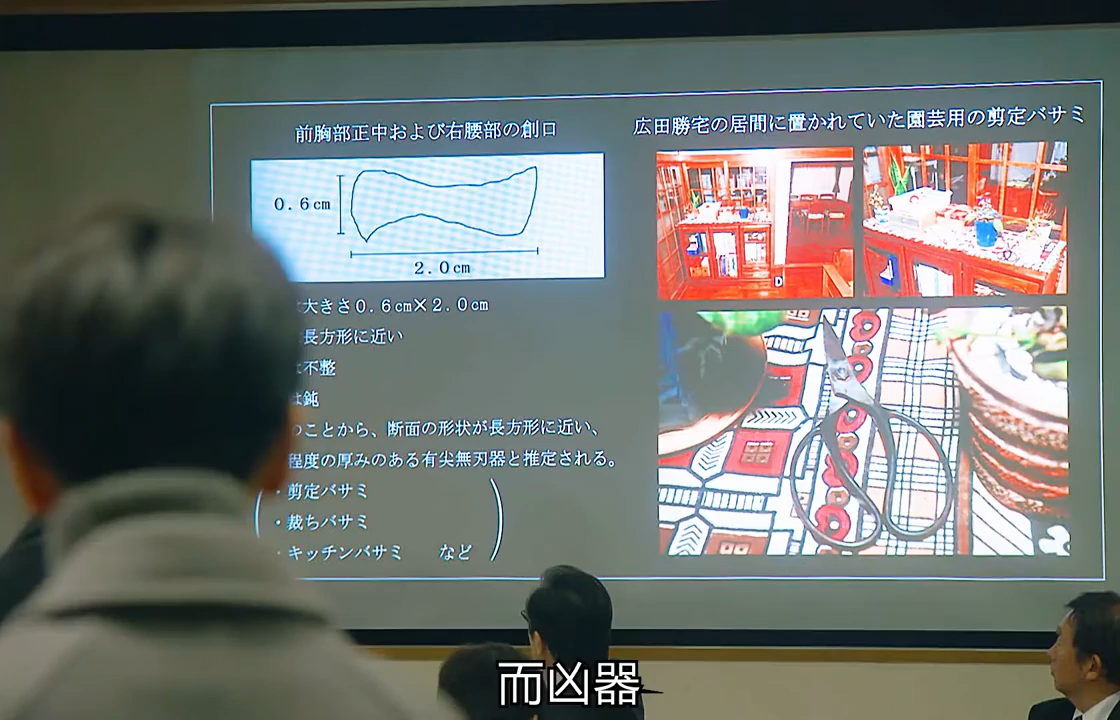 前胸部正中および右腰部の創口
0.6cm
2.0cm
大きさ0.6cm×2.0cm
長方形に近い
不整
は鈍
ことから、断面の形状が長方形に近い、
程度の厚みのある有尖無刃器と推定される。
・剪定バサミ
・裁ちバサミ
・キッチンバサミ など
広田勝宅の居間に置かれていた園芸用の剪定バサミ
D
而凶器